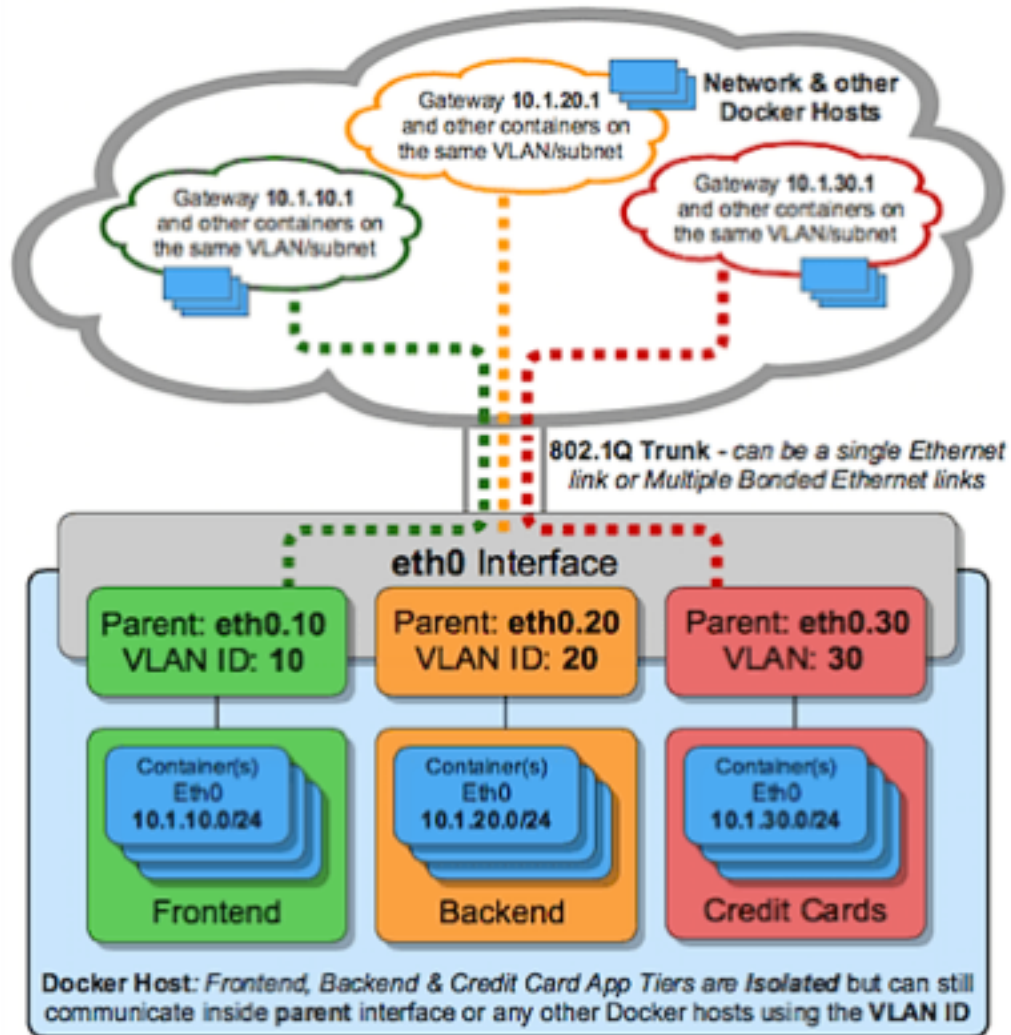 Gateway 10.1.20.1
and other containers on
the same VLAN/subnet
Network & other
Docker Hosts
Gateway 10.1.10.1
and other containers on
the same VLAN/subnet
Gateway 10.1.30.1
and other containers on
the same VLAN/subnet
802.1Q Trunk - can be a single Ethernet
link or Multiple Bonded Ethernet links
eth0 Interface
Parent: eth0.10
VLAN ID: 10
Parent: eth0.20
VLAN ID: 20
Parent: eth0.30
VLAN: 30
Container(s)
Eth0
10.1.10.0/24
Frontend
Container(s)
Eth0
10.1.20.0/24
Backend
Container(s)
Eth0
10.1.30.0/24
Credit Cards
Docker Host: Frontend, Backend & Credit Card App Tiers are Isolated but can still
communicate inside parent interface or any other Docker hosts using the VLAN ID